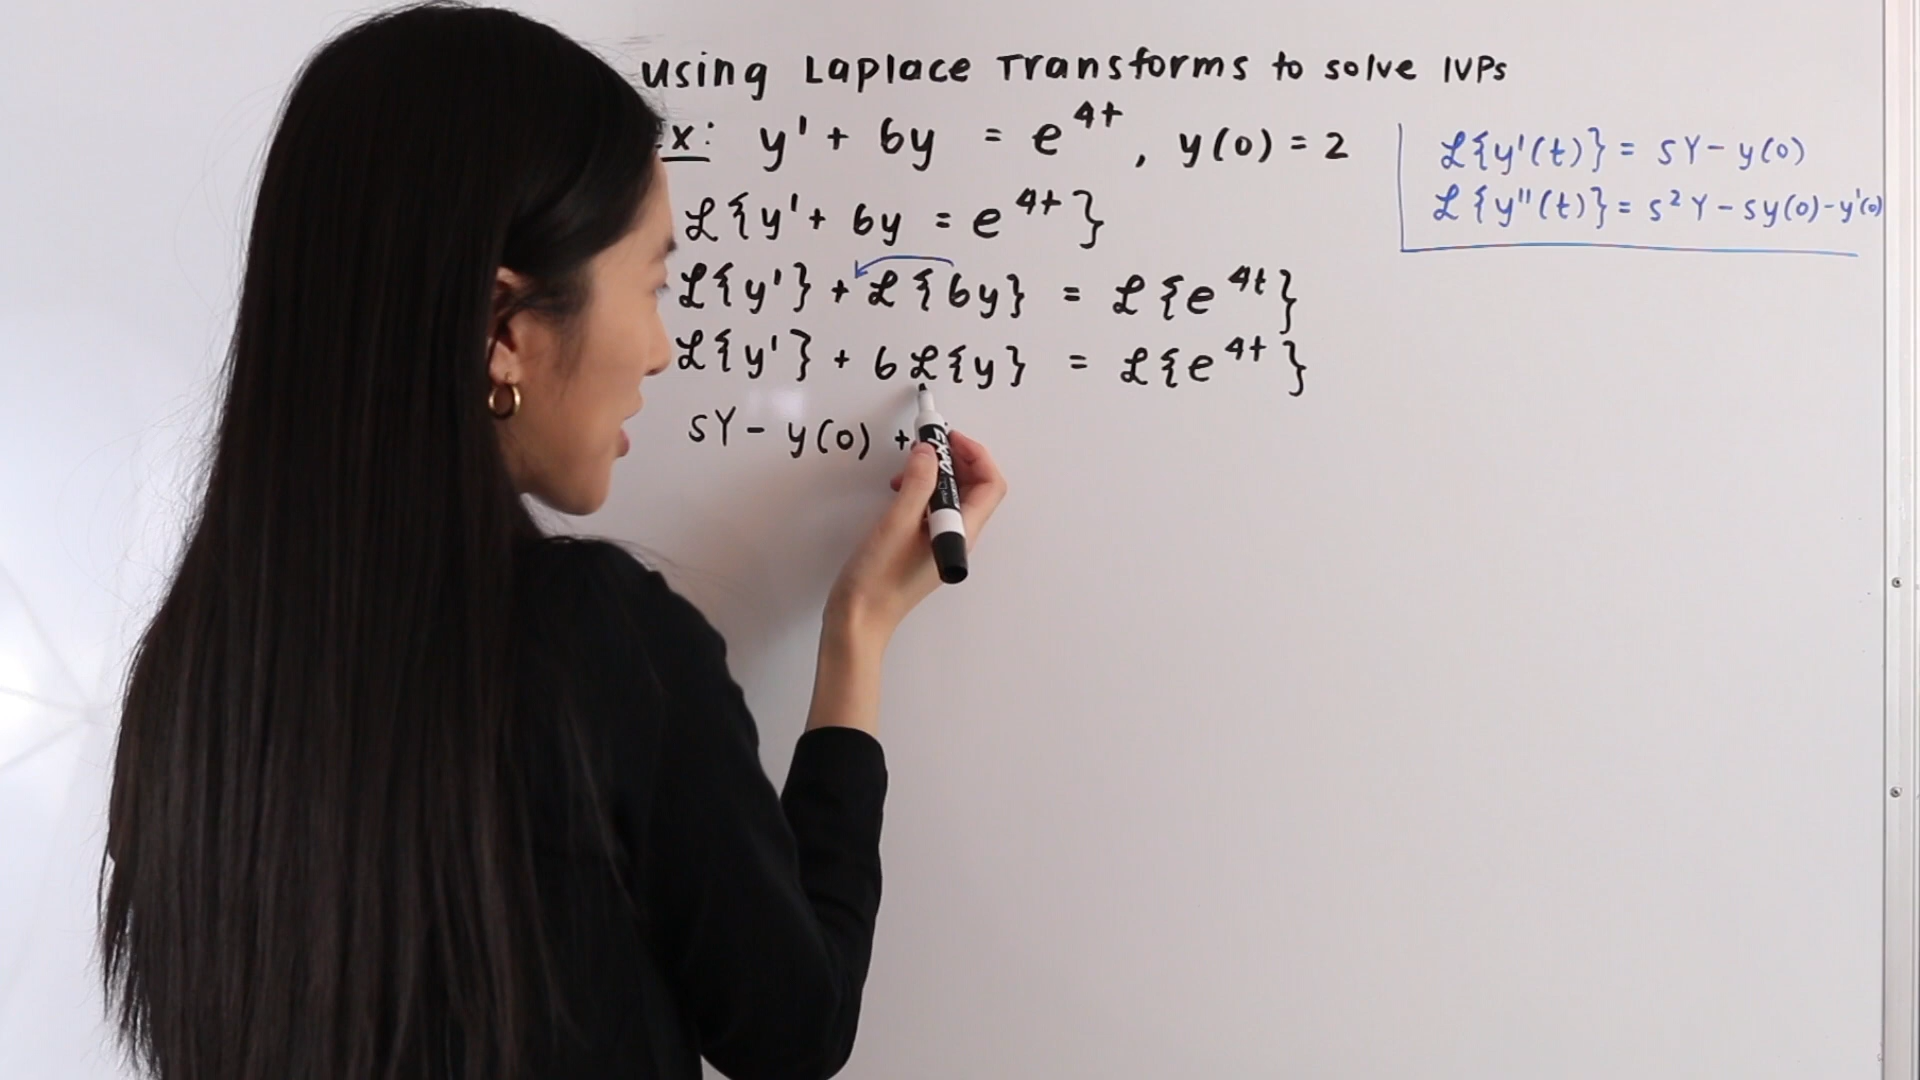 using Laplace Transforms to solve IVPs
x: y' + 6y = e^4t, y(0) = 2
ℒ{y'(t)} = sY - y(0)
ℒ{y''(t)} = s²Y - sy(0) - y'(0)
ℒ{y' + 6y = e^4t}
ℒ{y'} + ℒ{6y} = ℒ{e^4t}
ℒ{y'} + 6ℒ{y} = ℒ{e^4t}
sY - y(0) +
EXPO